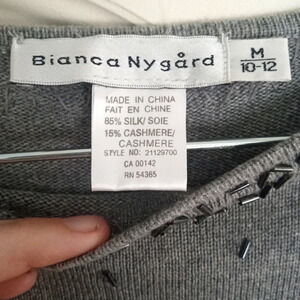 Bianca Nygård
M
10-12
MADE IN CHINA
FAIT EN CHINE
85% SILK/ SOIE
15% CASHMERE/
CASHMERE
STYLE NO: 21129700
CA 00142
RN 54365